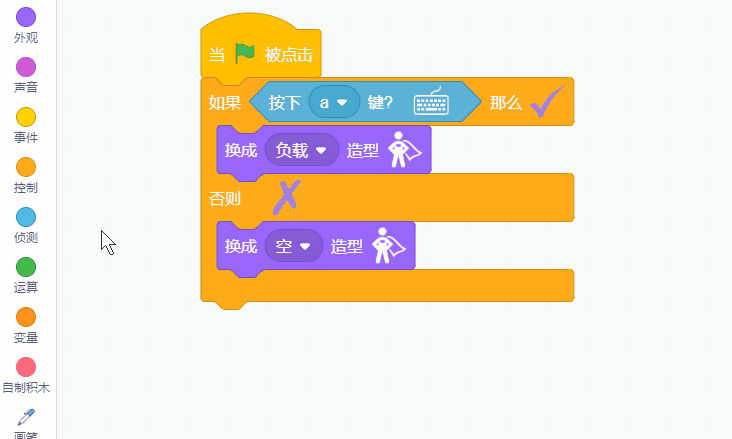 外观
声音
事件
控制
侦测
运算
变量
自制积木
画笔
当 被点击
如果 按下 a 键? 那么
换成 负载 造型
否则
换成 空 造型